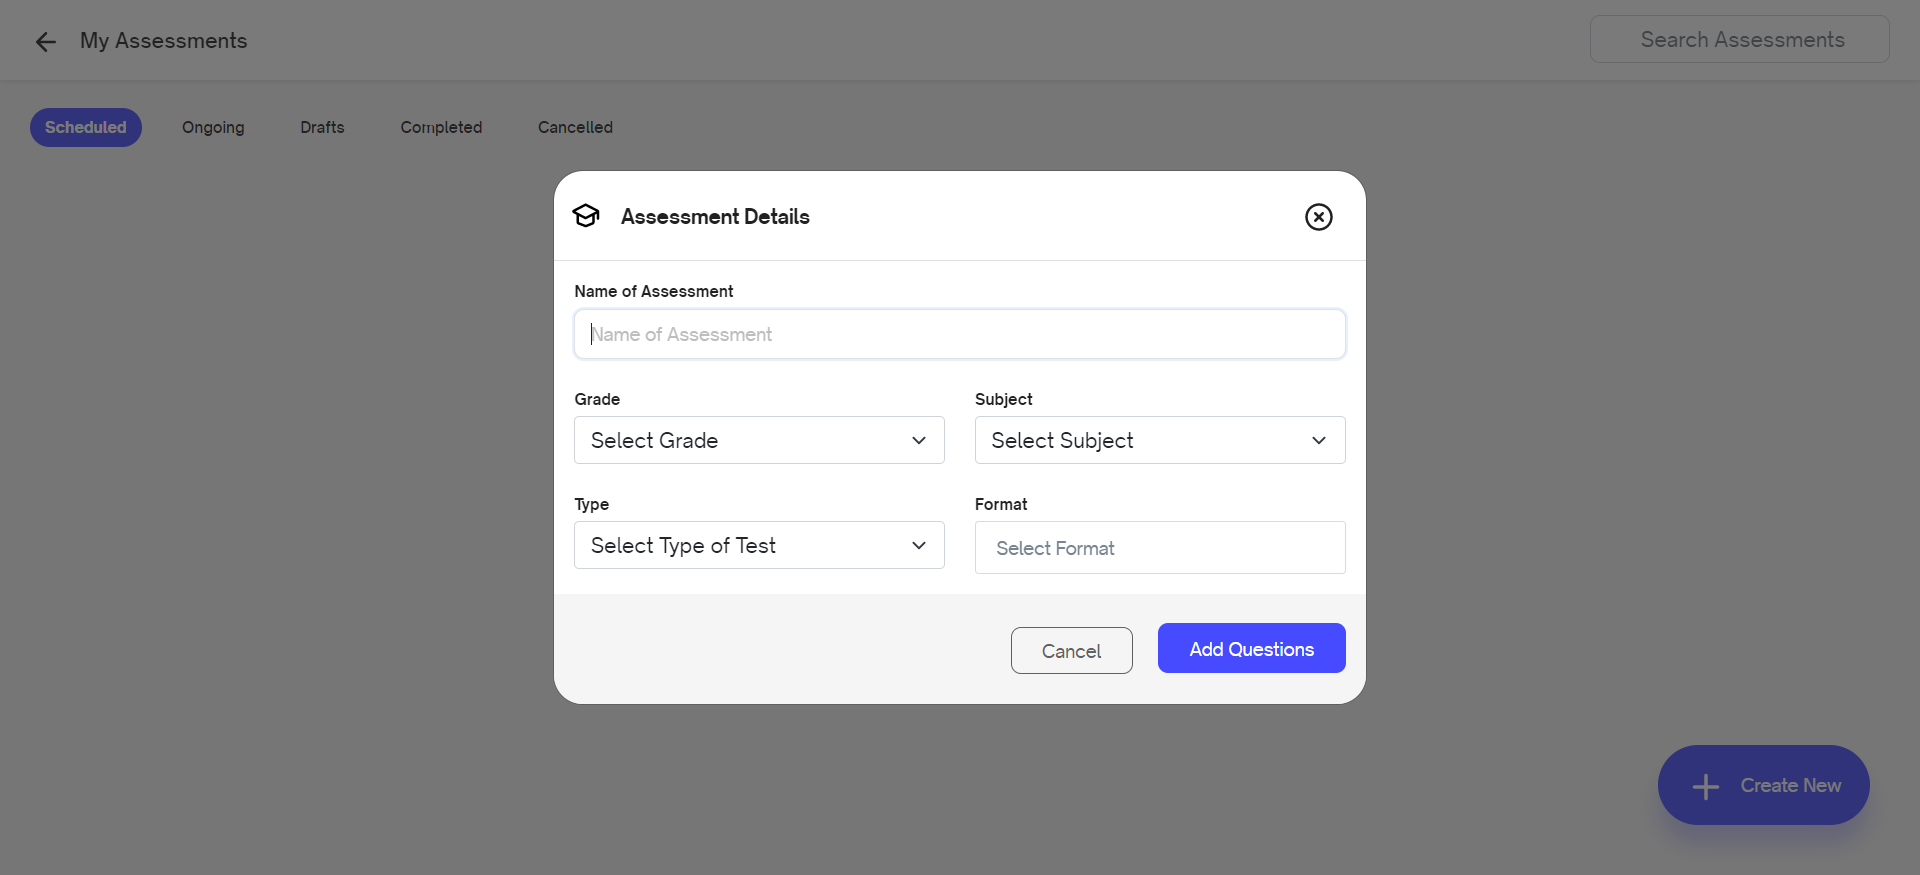 My Assessments
Search Assessments
Scheduled Ongoing Drafts Completed Cancelled
Assessment Details
Name of Assessment
Name of Assessment
Grade Subject
Select Grade Select Subject
Type Format
Select Type of Test Select Format
Cancel Add Questions
Create New